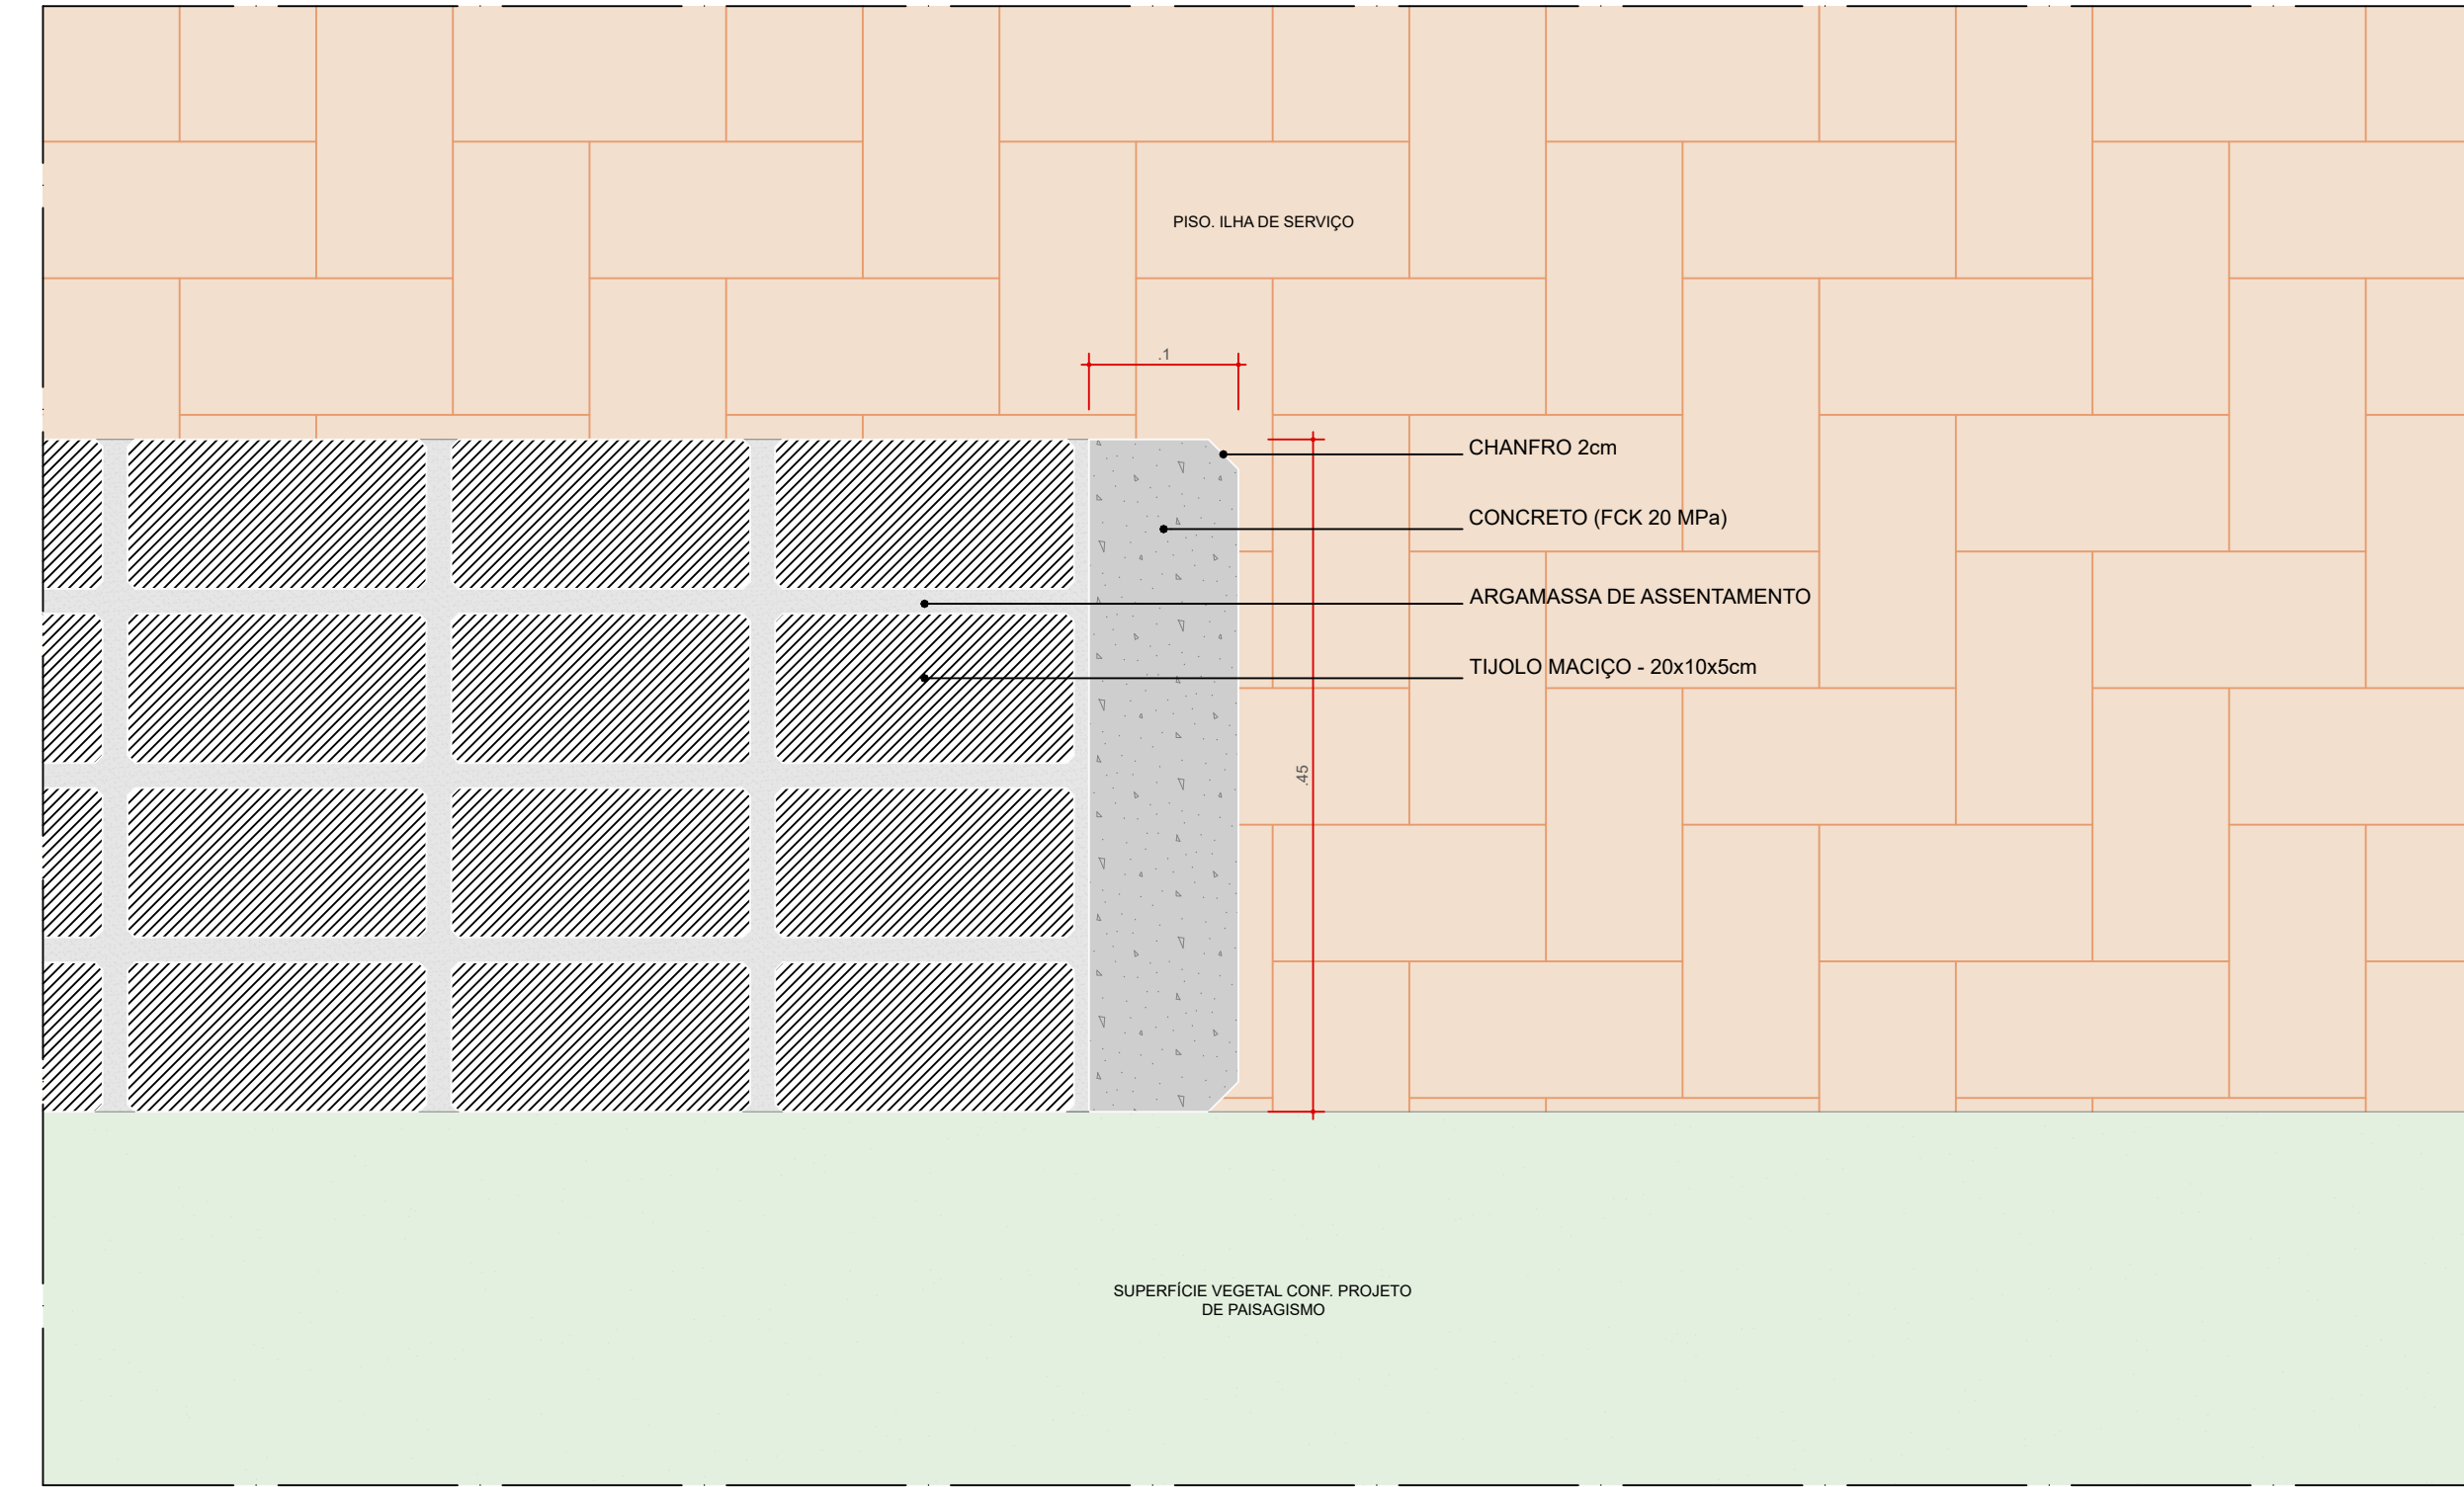 PISO. ILHA DE SERVIÇO
.1
CHANFRO 2cm
CONCRETO (FCK 20 MPa)
ARGAMASSA DE ASSENTAMENTO
TIJOLO MACIÇO - 20x10x5cm
.45
SUPERFÍCIE VEGETAL CONF. PROJETO
DE PAISAGISMO